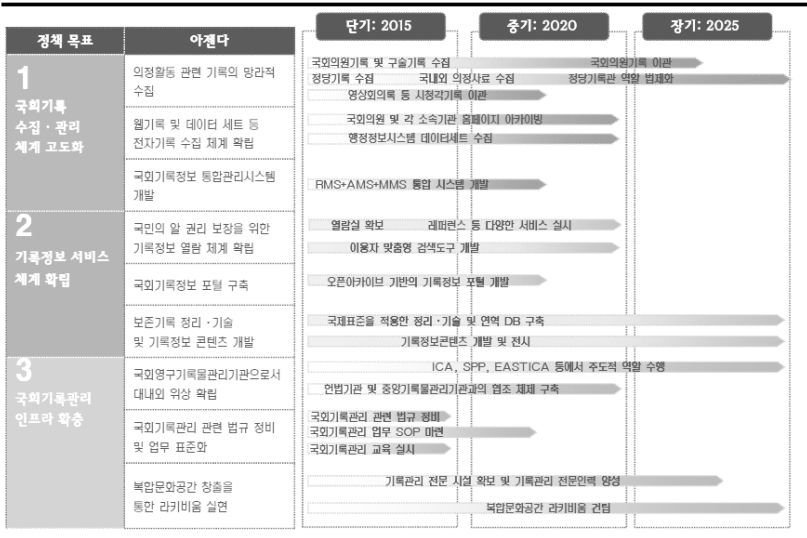 정책 목표
아젠다
단기: 2015
중기: 2020
장기: 2025
1
국회기록
수집·관리
체계 고도화
의정활동 관련 기록의 망라적
수집
국회의원기록 및 구술기록 수집
국회의원기록 이관
정당기록 수집
국내외 의정사료 수집
정당기록관 역할 법제화
영상회의록 등 시청각기록 이관
웹기록 및 데이터 세트 등
전자기록 수집 체계 확립
국회의원 및 각 소속기관 홈페이지 아카이빙
행정정보시스템 데이터세트 수집
국회기록정보 통합관리시스템
개발
RMS+AMS+MMS 통합 시스템 개발
2
기록정보 서비스
체계 확립
국민의 알 권리 보장을 위한
기록정보 열람 체계 확립
열람실 확보
레퍼런스 등 다양한 서비스 실시
이용자 맞춤형 검색도구 개발
국회기록정보 포털 구축
오픈아카이브 기반의 기록정보 포털 개발
보존기록 정리·기술
및 기록정보 콘텐츠 개발
국제표준을 적용한 정리·기술 및 연혁 DB 구축
기록정보콘텐츠 개발 및 전시
3
국회기록관리
인프라 확충
국회영구기록물관리기관으로서
대내외 위상 확립
ICA, SPP, EASTICA 등에서 주도적 역할 수행
헌법기관 및 중앙기록물관리기관과의 협조 체제 구축
국회기록관리 관련 법규 정비
및 업무 표준화
국회기록관리 관련 법규 정비
국회기록관리 업무 SOP 마련
국회기록관리 교육 실시
복합문화공간 창출을
통한 라키비움 실현
기록관리 전문 시설 확보 및 기록관리 전문인력 양성
복합문화공간 라키비움 건립